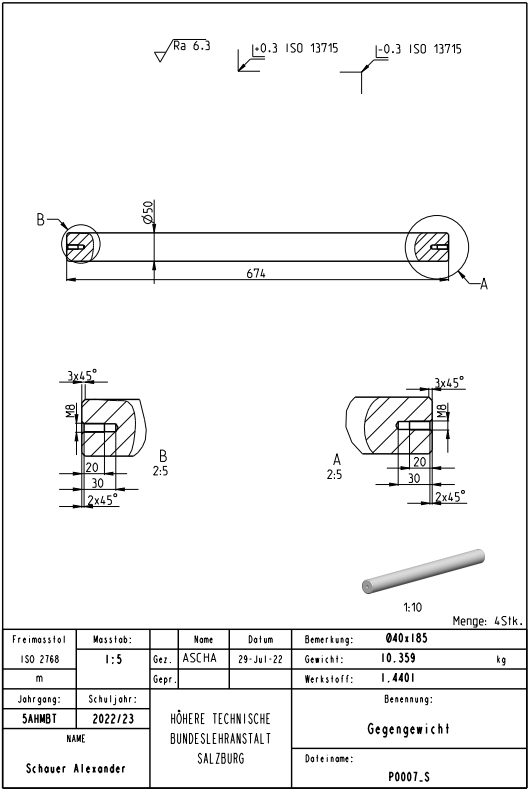 Ra 6.3
+0.3 ISO 13715
-0.3 ISO 13715
B
Ø50
674
A
3x45°
M8
20
30
2x45°
B
2:5
3x45°
M8
20
30
2x45°
A
2:5
1:10
Menge: 4Stk.
Freimasstol
Masstab:
Name
Datum
Bemerkung: Ø40x185
ISO 2768
1:5
Gez. ASCHA 29-Jul-22
Gewicht: 10.359 kg
m
Gepr.
Werkstoff: 1.4401
Jahrgang:
Schuljahr:
5AHMBT
2022/23
NAME
Schauer Alexander
HÖHERE TECHNISCHE
BUNDESLEHRANSTALT
SALZBURG
Benennung:
Gegengewicht
Dateiname:
P0007_S